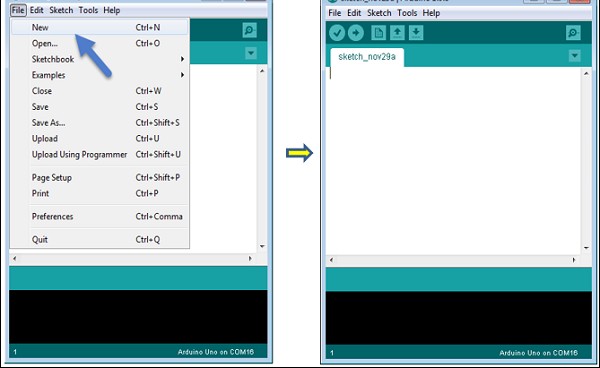 File Edit Sketch Tools Help
New Ctrl+N
Open... Ctrl+O
Sketchbook
Examples
Close Ctrl+W
Save Ctrl+S
Save As... Ctrl+Shift+S
Upload Ctrl+U
Upload Using Programmer Ctrl+Shift+U
Page Setup Ctrl+Shift+P
Print Ctrl+P
Preferences Ctrl+Comma
Quit Ctrl+Q
1 Arduino Uno on COM16
File Edit Sketch Tools Help
sketch_nov29a
1 Arduino Uno on COM16